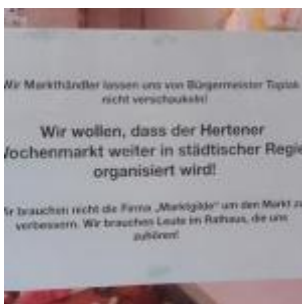 Wir Markthändler lassen uns von Bürgermeister Toplak
nicht verschaukeln!
Wir wollen, dass der Hertener
Wochenmarkt weiter in städtischer Regie
organisiert wird!
Wir brauchen nicht die Firma „Marktgilde“ um den Markt zu
verbessern. Wir brauchen Leute im Rathaus, die uns
zuhören!